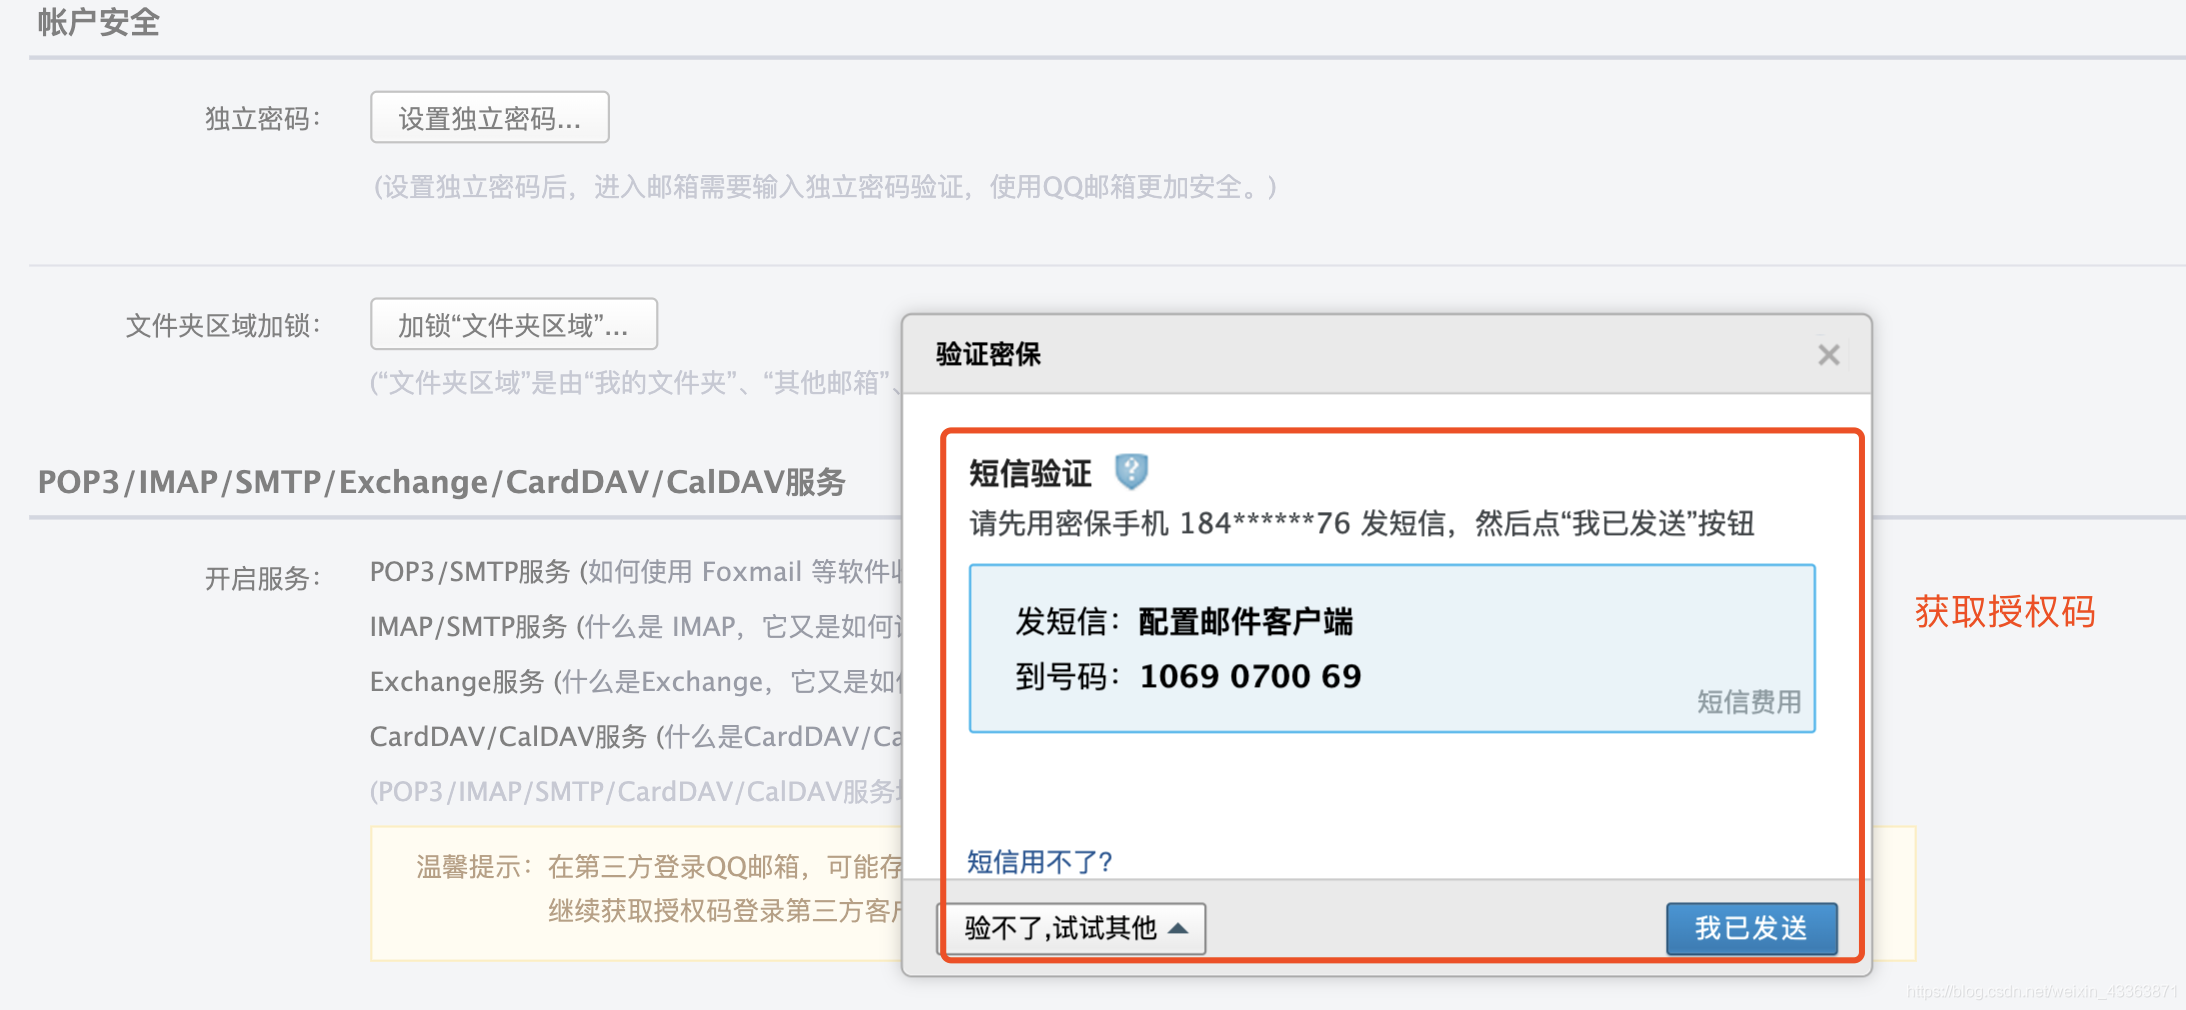 帐户安全
独立密码：
设置独立密码...
(设置独立密码后，进入邮箱需要输入独立密码验证，使用QQ邮箱更加安全。)
文件夹区域加锁：
加锁“文件夹区域”...
(“文件夹区域”是由“我的文件夹”、“其他邮箱”、
POP3/IMAP/SMTP/Exchange/CardDAV/CalDAV服务
开启服务：
POP3/SMTP服务 (如何使用 Foxmail 等软件
IMAP/SMTP服务 (什么是 IMAP，它又是如何
Exchange服务 (什么是Exchange，它又是如
CardDAV/CalDAV服务 (什么是CardDAV/Ca
(POP3/IMAP/SMTP/CardDAV/CalDAV服务
温馨提示：在第三方登录QQ邮箱，可能存
继续获取授权码登录第三方客
验证密保
短信验证
请先用密保手机 184******76 发短信，然后点“我已发送”按钮
发短信：配置邮件客户端
到号码：1069 0700 69
短信费用
短信用不了?
验不了,试试其他
我已发送
获取授权码
https://blog.csdn.net/weixin_43363871